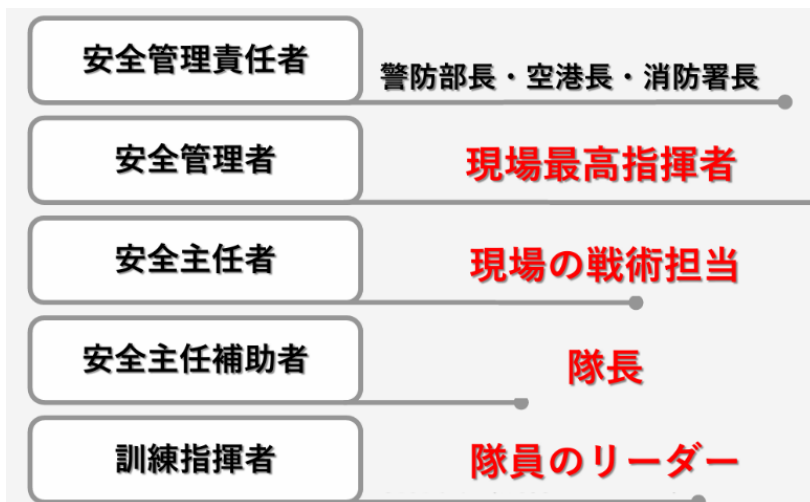 安全管理責任者
警防部長・空港長・消防署長
安全管理者
現場最高指揮者
安全主任者
現場の戦術担当
安全主任補助者
隊長
訓練指揮者
隊員のリーダー